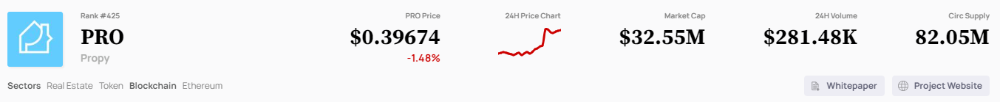 Rank #425 PRO Price 24H Price Chart Market Cap 24H Volume Circ Supply
PRO $0.39674 $32.55M $281.48K 82.05M
Propy -1.48%
Sectors Real Estate Token Blockchain Ethereum Whitepaper Project Website